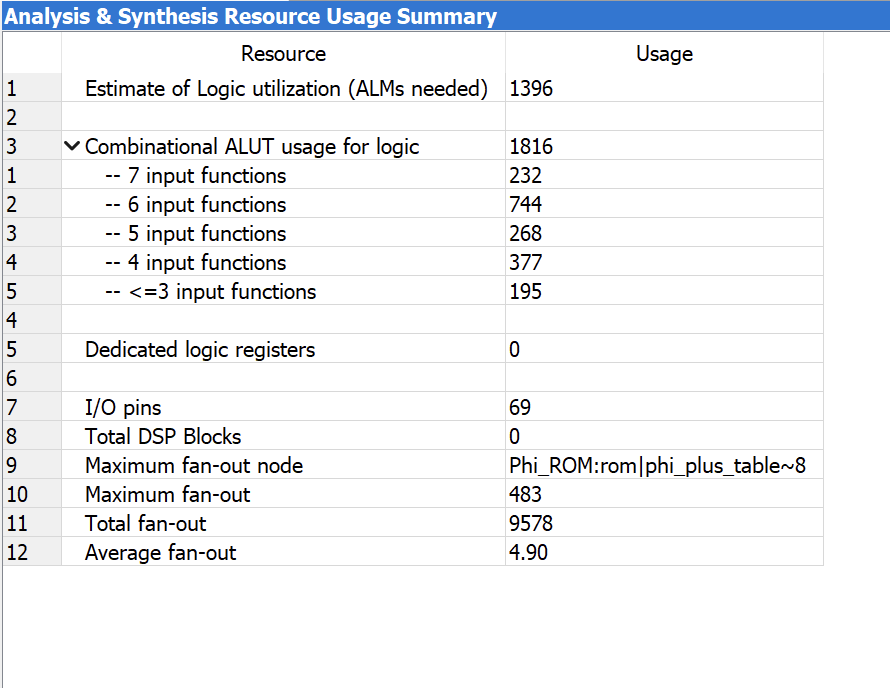 Analysis & Synthesis Resource Usage Summary
Resource Usage
1 Estimate of Logic utilization (ALMs needed) 1396
2
3 Combinational ALUT usage for logic 1816
1 -- 7 input functions 232
2 -- 6 input functions 744
3 -- 5 input functions 268
4 -- 4 input functions 377
5 -- <=3 input functions 195
4
5 Dedicated logic registers 0
6
7 I/O pins 69
8 Total DSP Blocks 0
9 Maximum fan-out node Phi_ROM:rom|phi_plus_table~8
10 Maximum fan-out 483
11 Total fan-out 9578
12 Average fan-out 4.90